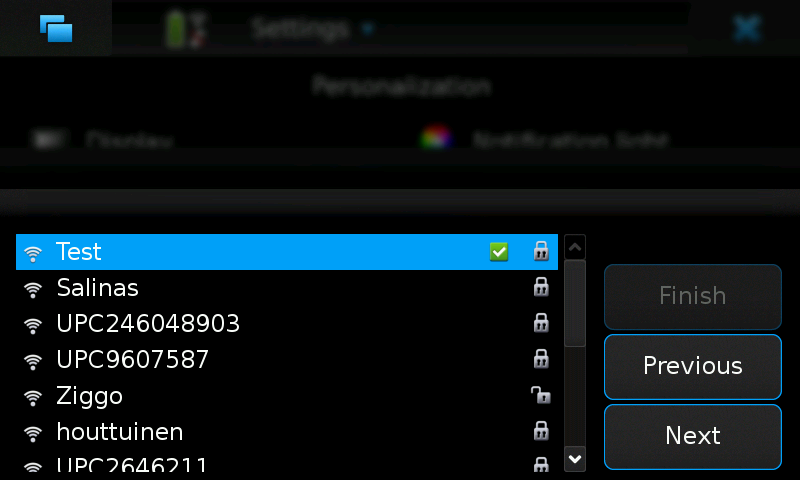 Settings
Personalization
Display
Notification light
Test
Salinas
UPC246048903
UPC9607587
Ziggo
houttuinen
UPC2646211
Finish
Previous
Next